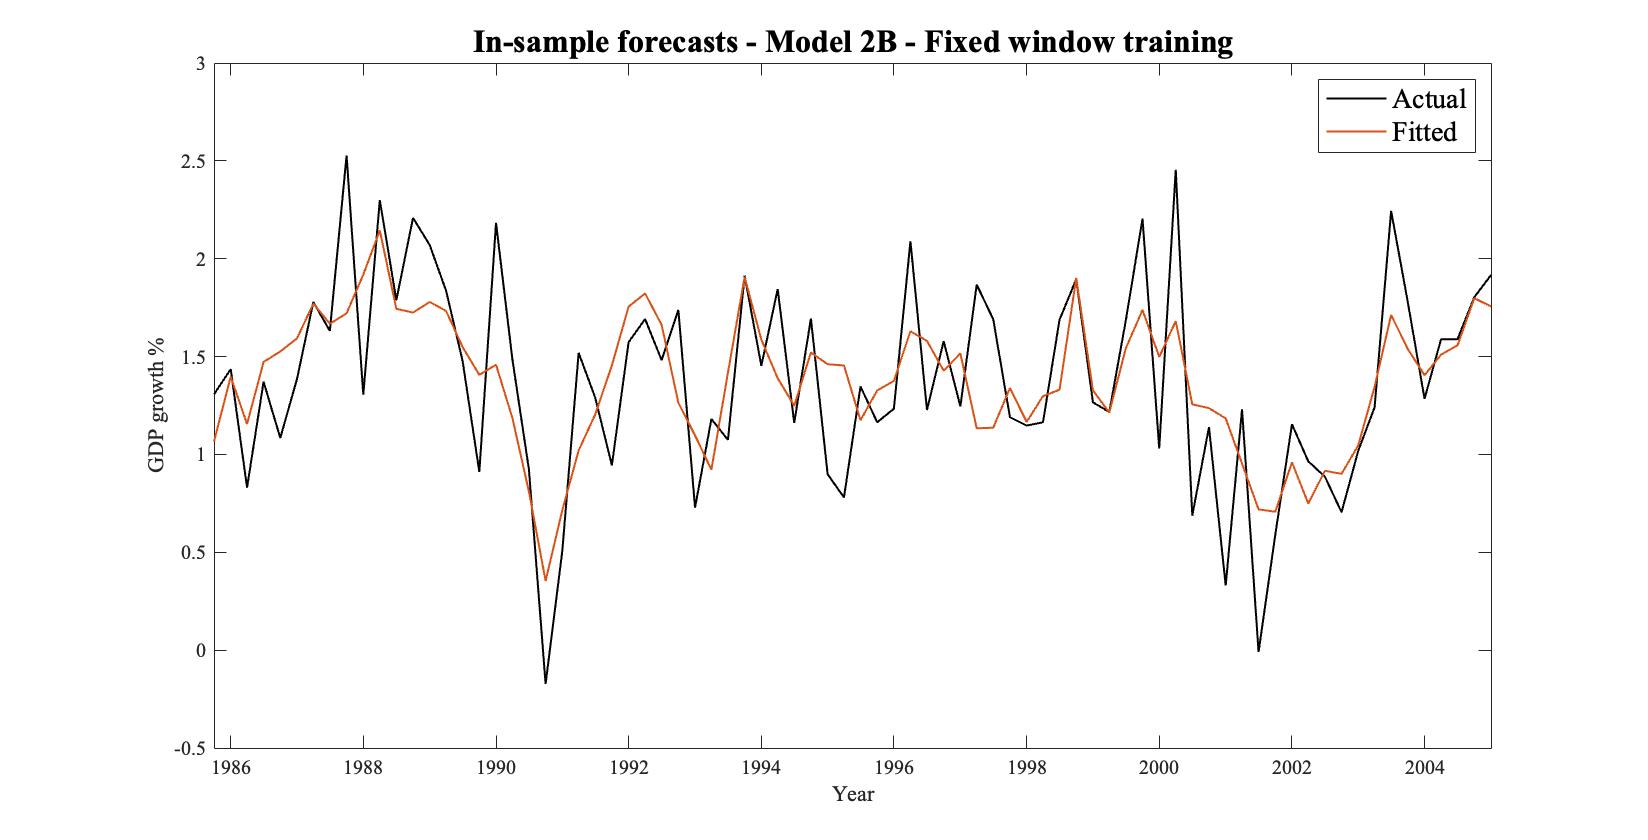 In-sample forecasts - Model 2B - Fixed window training
Actual
Fitted
3
2.5
2
1.5
1
0.5
0
-0.5
GDP growth %
1986 1988 1990 1992 1994 1996 1998 2000 2002 2004
Year